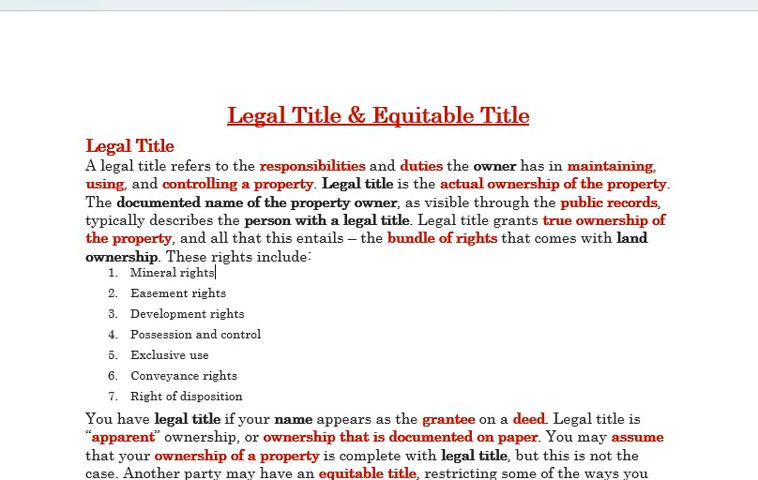 Legal Title & Equitable Title
Legal Title
A legal title refers to the responsibilities and duties the owner has in maintaining,
using, and controlling a property. Legal title is the actual ownership of the property.
The documented name of the property owner, as visible through the public records,
typically describes the person with a legal title. Legal title grants true ownership of
the property, and all that this entails – the bundle of rights that comes with land
ownership. These rights include:
1. Mineral rights
2. Easement rights
3. Development rights
4. Possession and control
5. Exclusive use
6. Conveyance rights
7. Right of disposition
You have legal title if your name appears as the grantee on a deed. Legal title is
“apparent” ownership, or ownership that is documented on paper. You may assume
that your ownership of a property is complete with legal title, but this is not the
case. Another party may have an equitable title, restricting some of the ways you